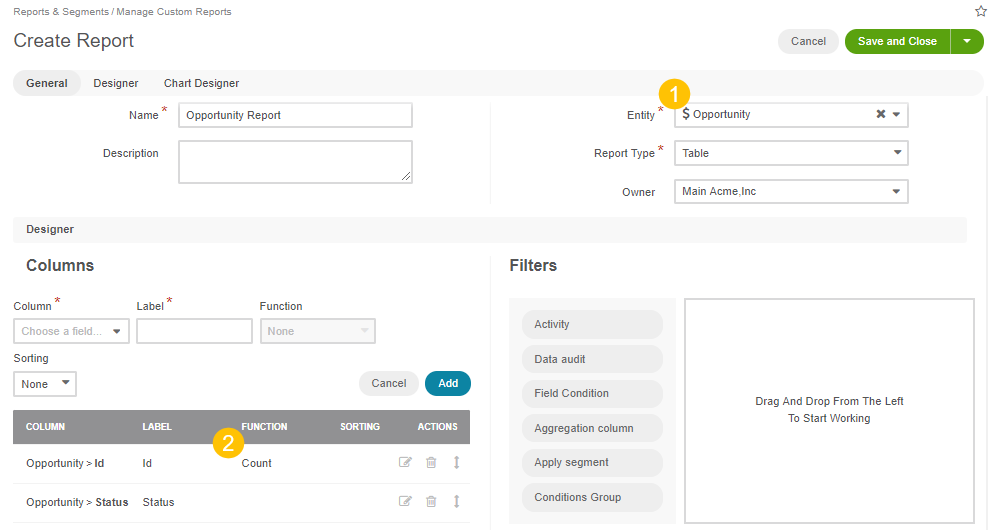 Reports & Segments / Manage Custom Reports
Create Report
Cancel
Save and Close
General
Designer
Chart Designer
Name *
Opportunity Report
Description
1
Entity *
$ Opportunity
Report Type *
Table
Owner
Main Acme,Inc
Designer
Columns
Column *
Label *
Function
Choose a field...
None
Sorting
None
Cancel
Add
COLUMN LABEL FUNCTION SORTING ACTIONS
2
Opportunity > Id Id Count
Opportunity > Status Status
Filters
Activity
Data audit
Field Condition
Aggregation column
Apply segment
Conditions Group
Drag And Drop From The Left
To Start Working